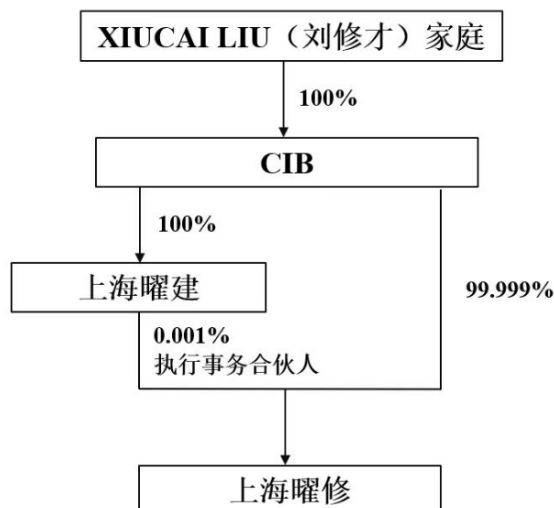 XIUCAI LIU（刘修才）家庭
100%
CIB
100%
上海曜建
99.999%
0.001%
执行事务合伙人
上海曜修